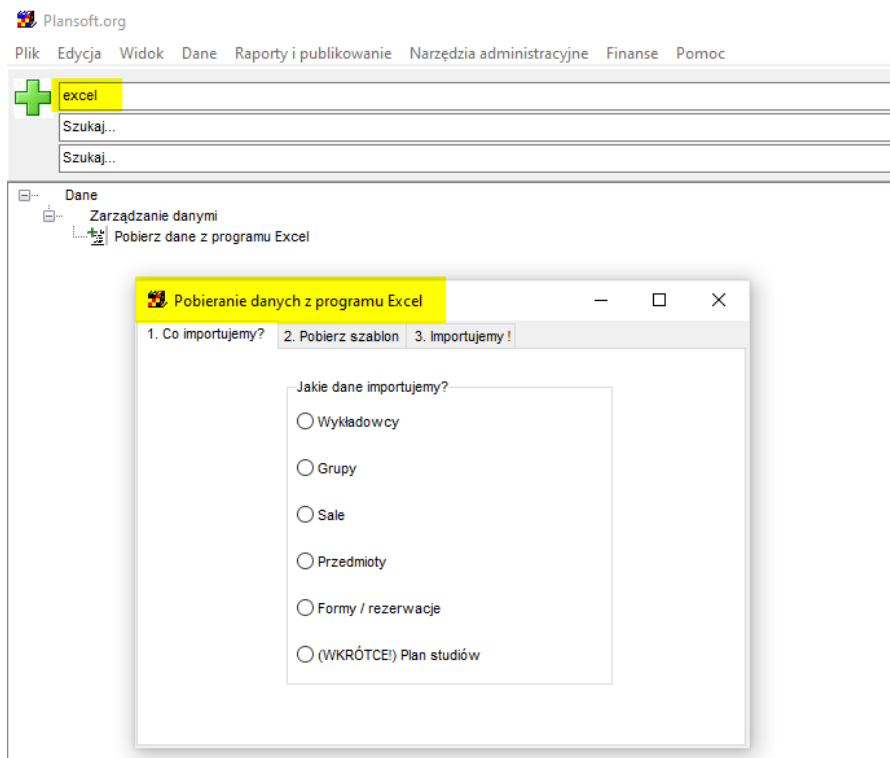 Plansoft.org
Plik Edycja Widok Dane Raporty i publikowanie Narzędzia administracyjne Finanse Pomoc
excel
Szukaj...
Szukaj...
Dane
Zarządzanie danymi
Pobierz dane z programu Excel
Pobieranie danych z programu Excel
1. Co importujemy? 2. Pobierz szablon 3. Importujemy !
Jakie dane importujemy?
Wykładowcy
Grupy
Sale
Przedmioty
Formy / rezerwacje
(WKRÓTCE!) Plan studiów